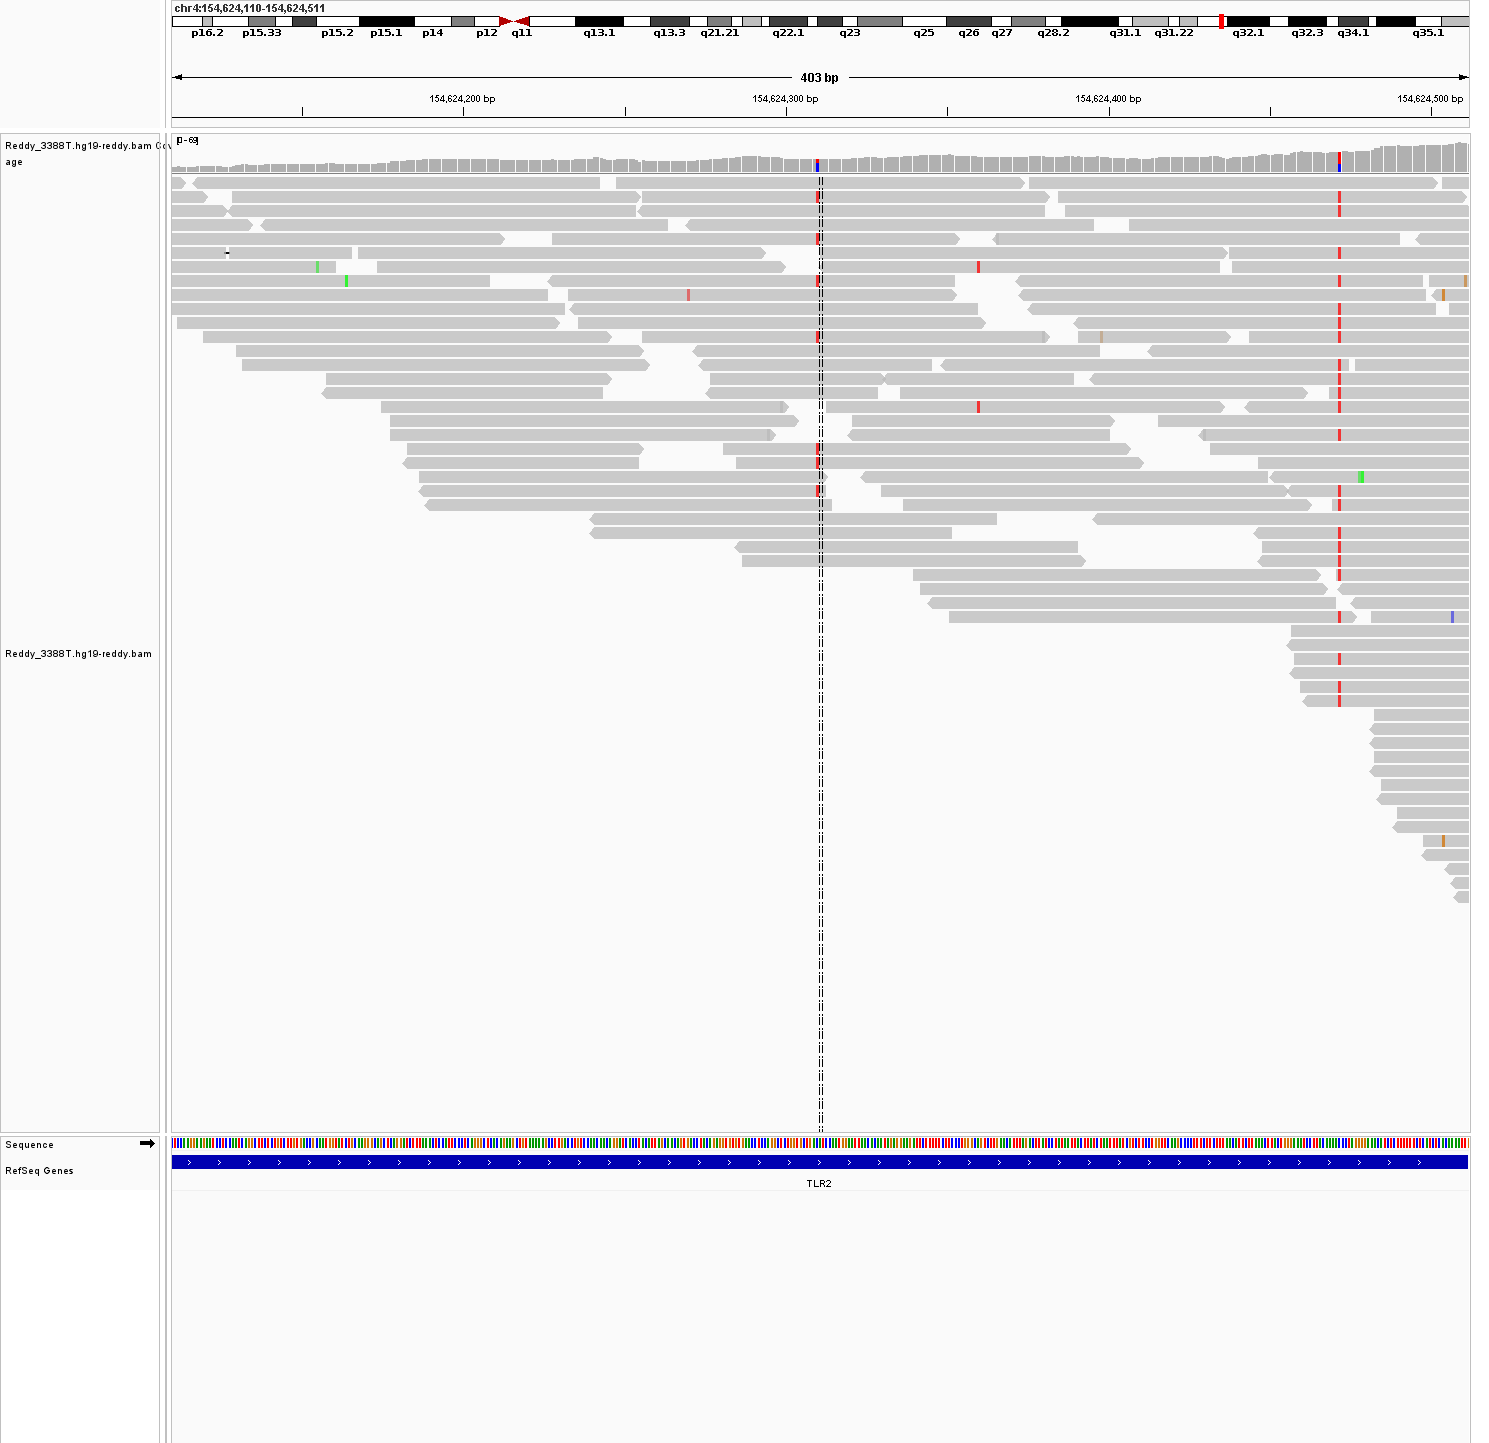 chr4:154,624,110-154,624,511
p16.2 p15.33 p15.2 p15.1 p14 p12 q11 q13.1 q13.3 q21.21 q22.1 q23 q25 q26 q27 q28.2 q31.1 q31.22 q32.1 q32.3 q34.1 q35.1
403 bp
154,624,200 bp 154,624,300 bp 154,624,400 bp 154,624,500 bp
[0-69]
Reddy_3388T.hg19-reddy.bam Cov
age
Reddy_3388T.hg19-reddy.bam
Sequence
RefSeq Genes
TLR2